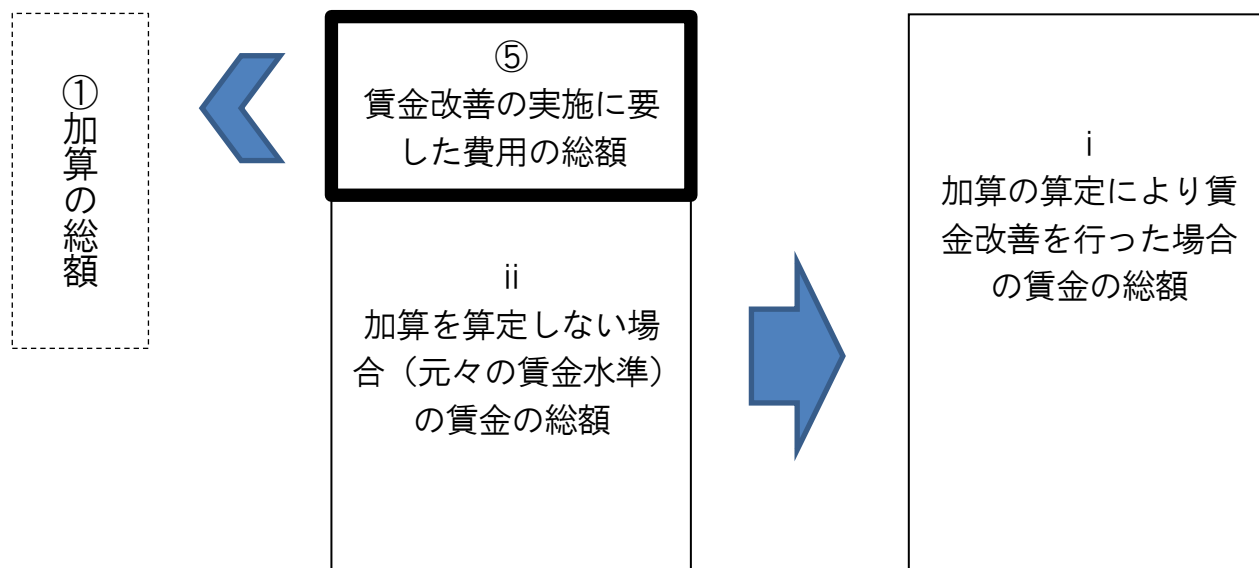 ①加算の総額
⑤
賃金改善の実施に要
した費用の総額
ⅱ
加算を算定しない場
合（元々の賃金水準）
の賃金の総額
ⅰ
加算の算定により賃
金改善を行った場合
の賃金の総額